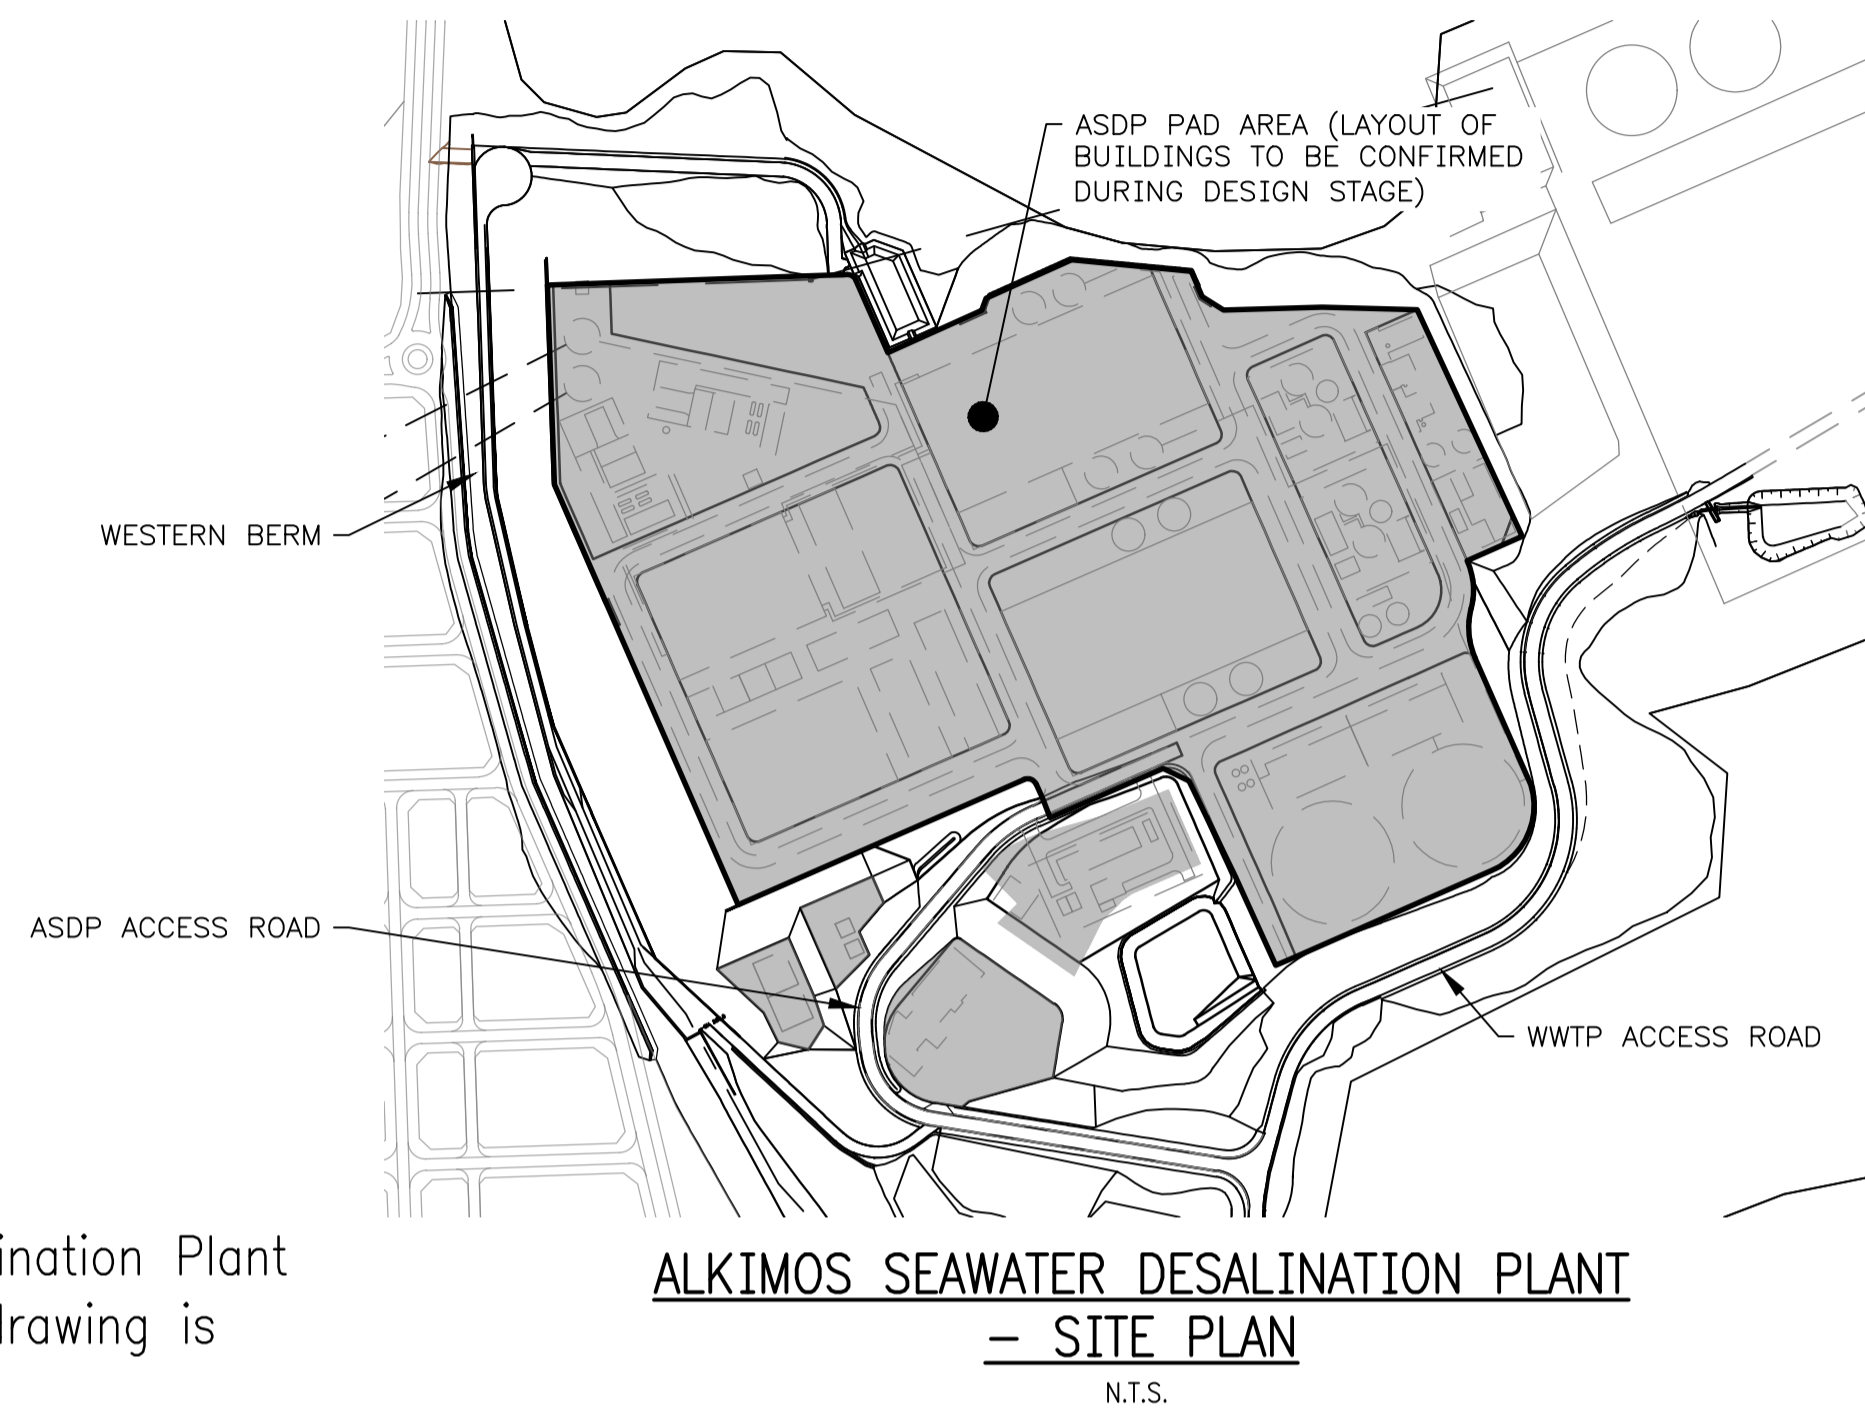 ASDP PAD AREA (LAYOUT OF
BUILDINGS TO BE CONFIRMED
DURING DESIGN STAGE)
WESTERN BERM
ASDP ACCESS ROAD
WWTP ACCESS ROAD
ination Plant
drawing is
ALKIMOS SEAWATER DESALINATION PLANT
– SITE PLAN
N.T.S.